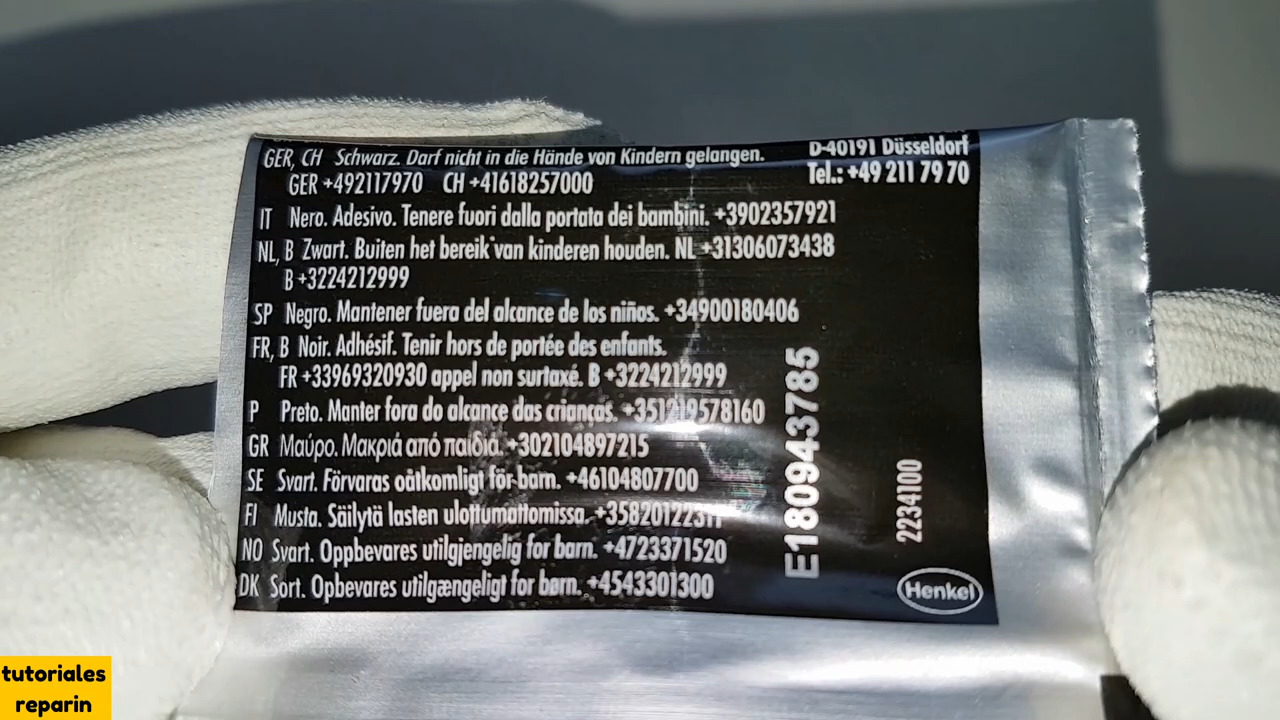 GER, CH Schwarz. Darf nicht in die Hände von Kindern gelangen.
GER +492117970 CH +41618257000
D-40191 Düsseldorf
Tel.: +49 211 79 70
IT Nero. Adesivo. Tenere fuori dalla portata dei bambini. +3902357921
NL, B Zwart. Buiten het bereik van kinderen houden. NL +31306073438
B +3224212999
SP Negro. Mantener fuera del alcance de los niños. +34900180406
FR, B Noir. Adhésif. Tenir hors de portée des enfants.
FR +33969320930 appel non surtaxé. B +3224212999
P Preto. Manter fora do alcance das crianças. +351219578160
GR Μαύρο. Μακριά από παιδιά. +302104897215
SE Svart. Förvaras oåtkomligt för barn. +46104807700
FI Musta. Säilytä lasten ulottumattomissa.
NO Svart. Oppbevares utilgjengelig for barn. +4723371520
DK Sort. Opbevares utilgængeligt for børn. +4543301300
E180943785
2234100
Henkel
tutoriales
reparin